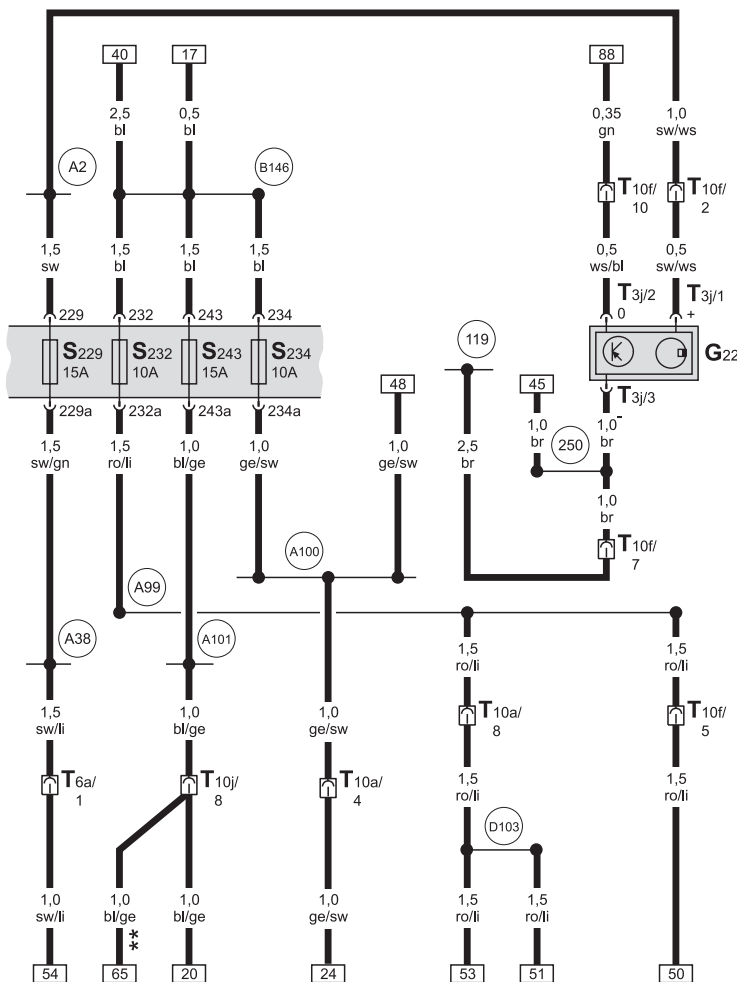 40 17 88
2,5 0,5 0,35 1,0
bl bl gn sw/ws
A2 B146
T10f/ T10f/
10 2
1,5 1,5 1,5 1,5 0,5 0,5
sw bl bl bl ws/bl sw/ws
T3j/2 T3j/1
229 232 243 234 0 +
S229 S232 S243 S234 119 G22
15A 10A 15A 10A
T3j/3
48 45 -
229a 232a 243a 234a
1,0 1,0
br br
1,5 1,5 1,0 1,0 1,0 2,5 250
sw/gn ro/li bl/ge ge/sw ge/sw br
1,0
br
T10f/
7
A100
A99
A38 A101
1,5 1,5
ro/li ro/li
1,5 1,0 1,0
sw/li bl/ge ge/sw
T10a/ T10f/
8 5
T6a/ T10j/ T10a/
1 8 4
1,5 1,5
ro/li ro/li
D103
1,0 1,0 1,0 1,0 1,5 1,5
sw/li bl/ge bl/ge ge/sw ro/li ro/li
**
54 65 20 24 53 51 50